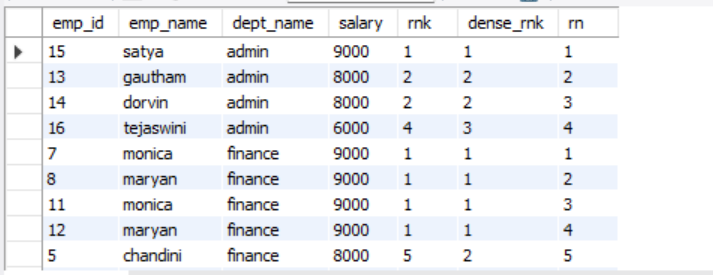 emp_id emp_name dept_name salary rnk dense_rnk rn
15 satya admin 9000 1 1 1
13 gautham admin 8000 2 2 2
14 dorvin admin 8000 2 2 3
16 tejaswini admin 6000 4 3 4
7 monica finance 9000 1 1 1
8 maryan finance 9000 1 1 2
11 monica finance 9000 1 1 3
12 maryan finance 9000 1 1 4
5 chandini finance 8000 5 2 5